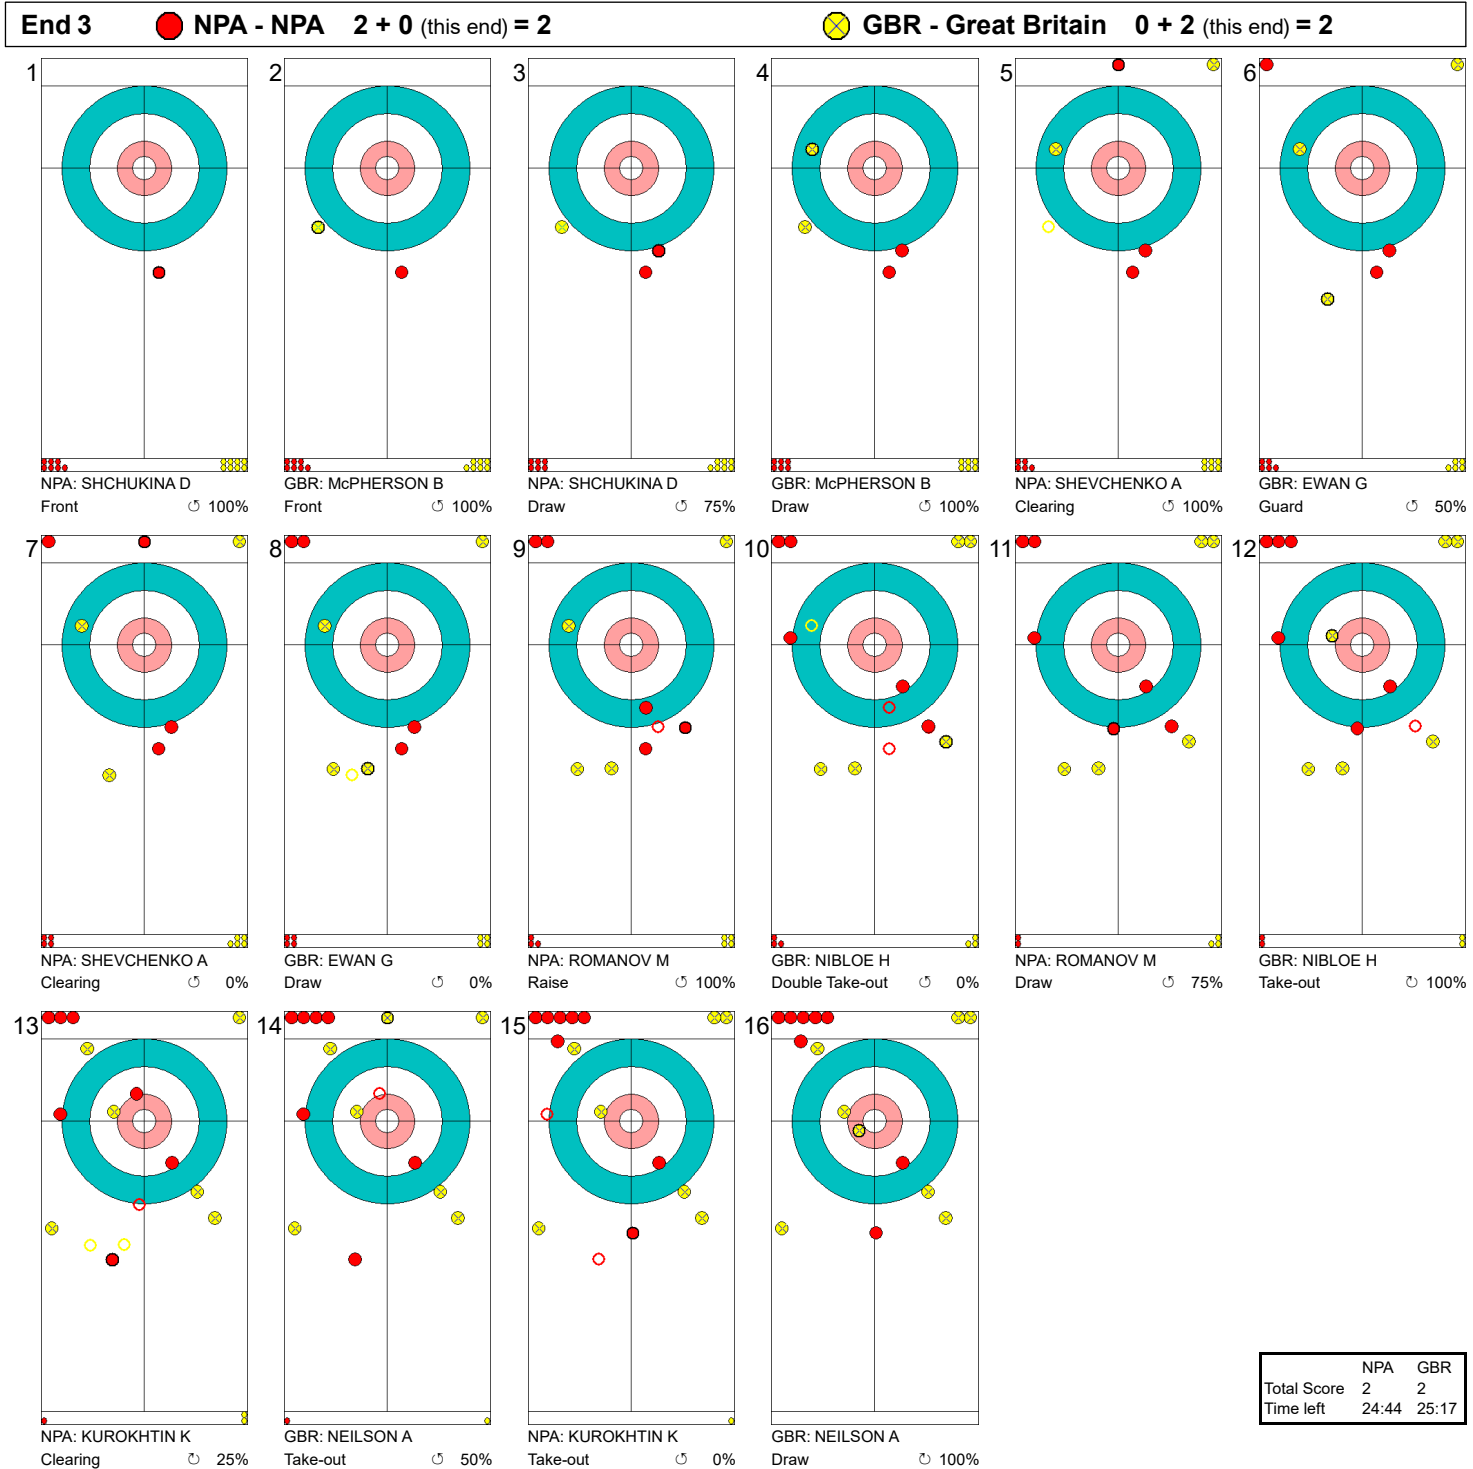 End 3 NPA - NPA 2 + 0 (this end) = 2 GBR - Great Britain 0 + 2 (this end) = 2
1 2 3 4 5 6
NPA: SHCHUKINA D GBR: McPHERSON B NPA: SHCHUKINA D GBR: McPHERSON B NPA: SHEVCHENKO A GBR: EWAN G
Front ↺ 100% Front ↺ 100% Draw ↺ 75% Draw ↺ 100% Clearing ↺ 100% Guard ↺ 50%
7 8 9 10 11 12
NPA: SHEVCHENKO A GBR: EWAN G NPA: ROMANOV M GBR: NIBLOE H NPA: ROMANOV M GBR: NIBLOE H
Clearing ↺ 0% Draw ↺ 0% Raise ↺ 100% Double Take-out ↺ 0% Draw ↺ 75% Take-out ↻ 100%
13 14 15 16
NPA: KUROKHTIN K GBR: NEILSON A NPA: KUROKHTIN K GBR: NEILSON A
Clearing ↻ 25% Take-out ↺ 50% Take-out ↺ 0% Draw ↻ 100%
NPA GBR
Total Score 2 2
Time left 24:44 25:17